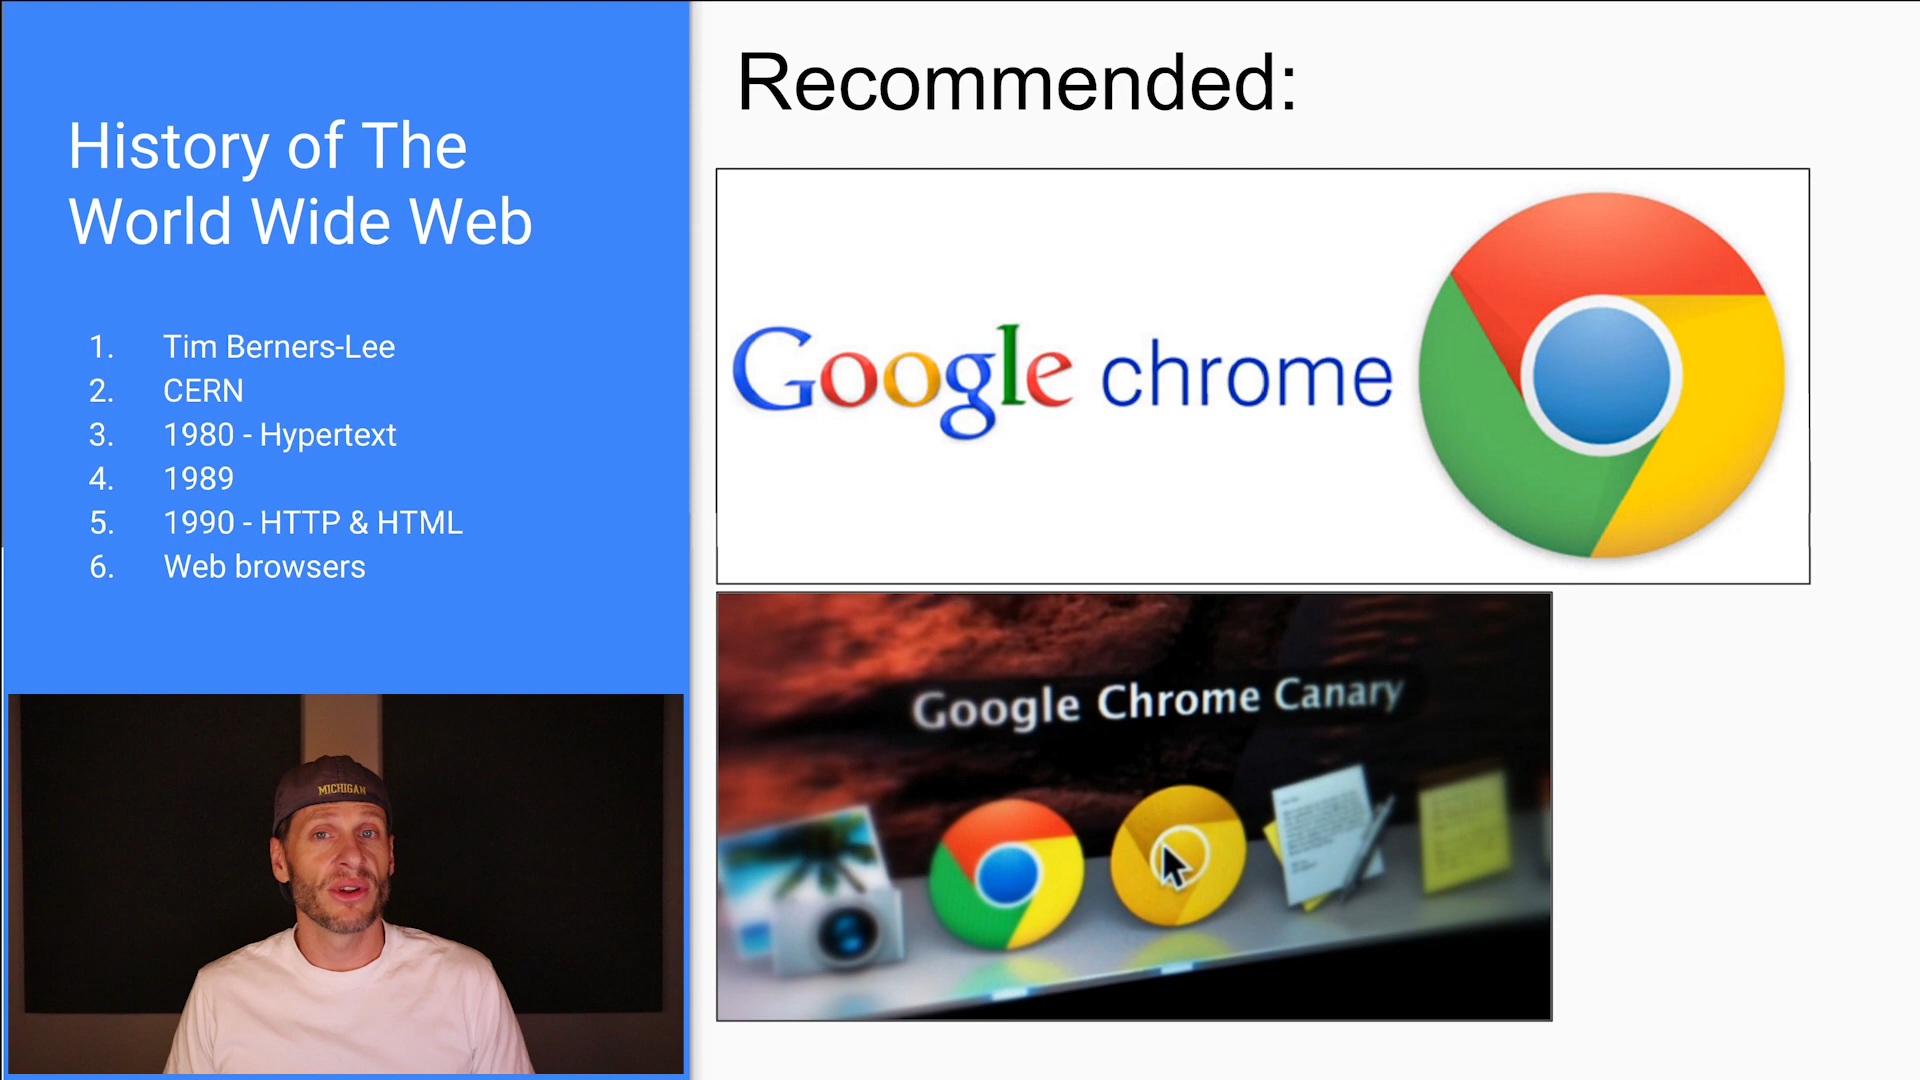 History of The
World Wide Web
1. Tim Berners-Lee
2. CERN
3. 1980 - Hypertext
4. 1989
5. 1990 - HTTP & HTML
6. Web browsers
MICHIGAN
Recommended:
Google chrome
Google Chrome Canary